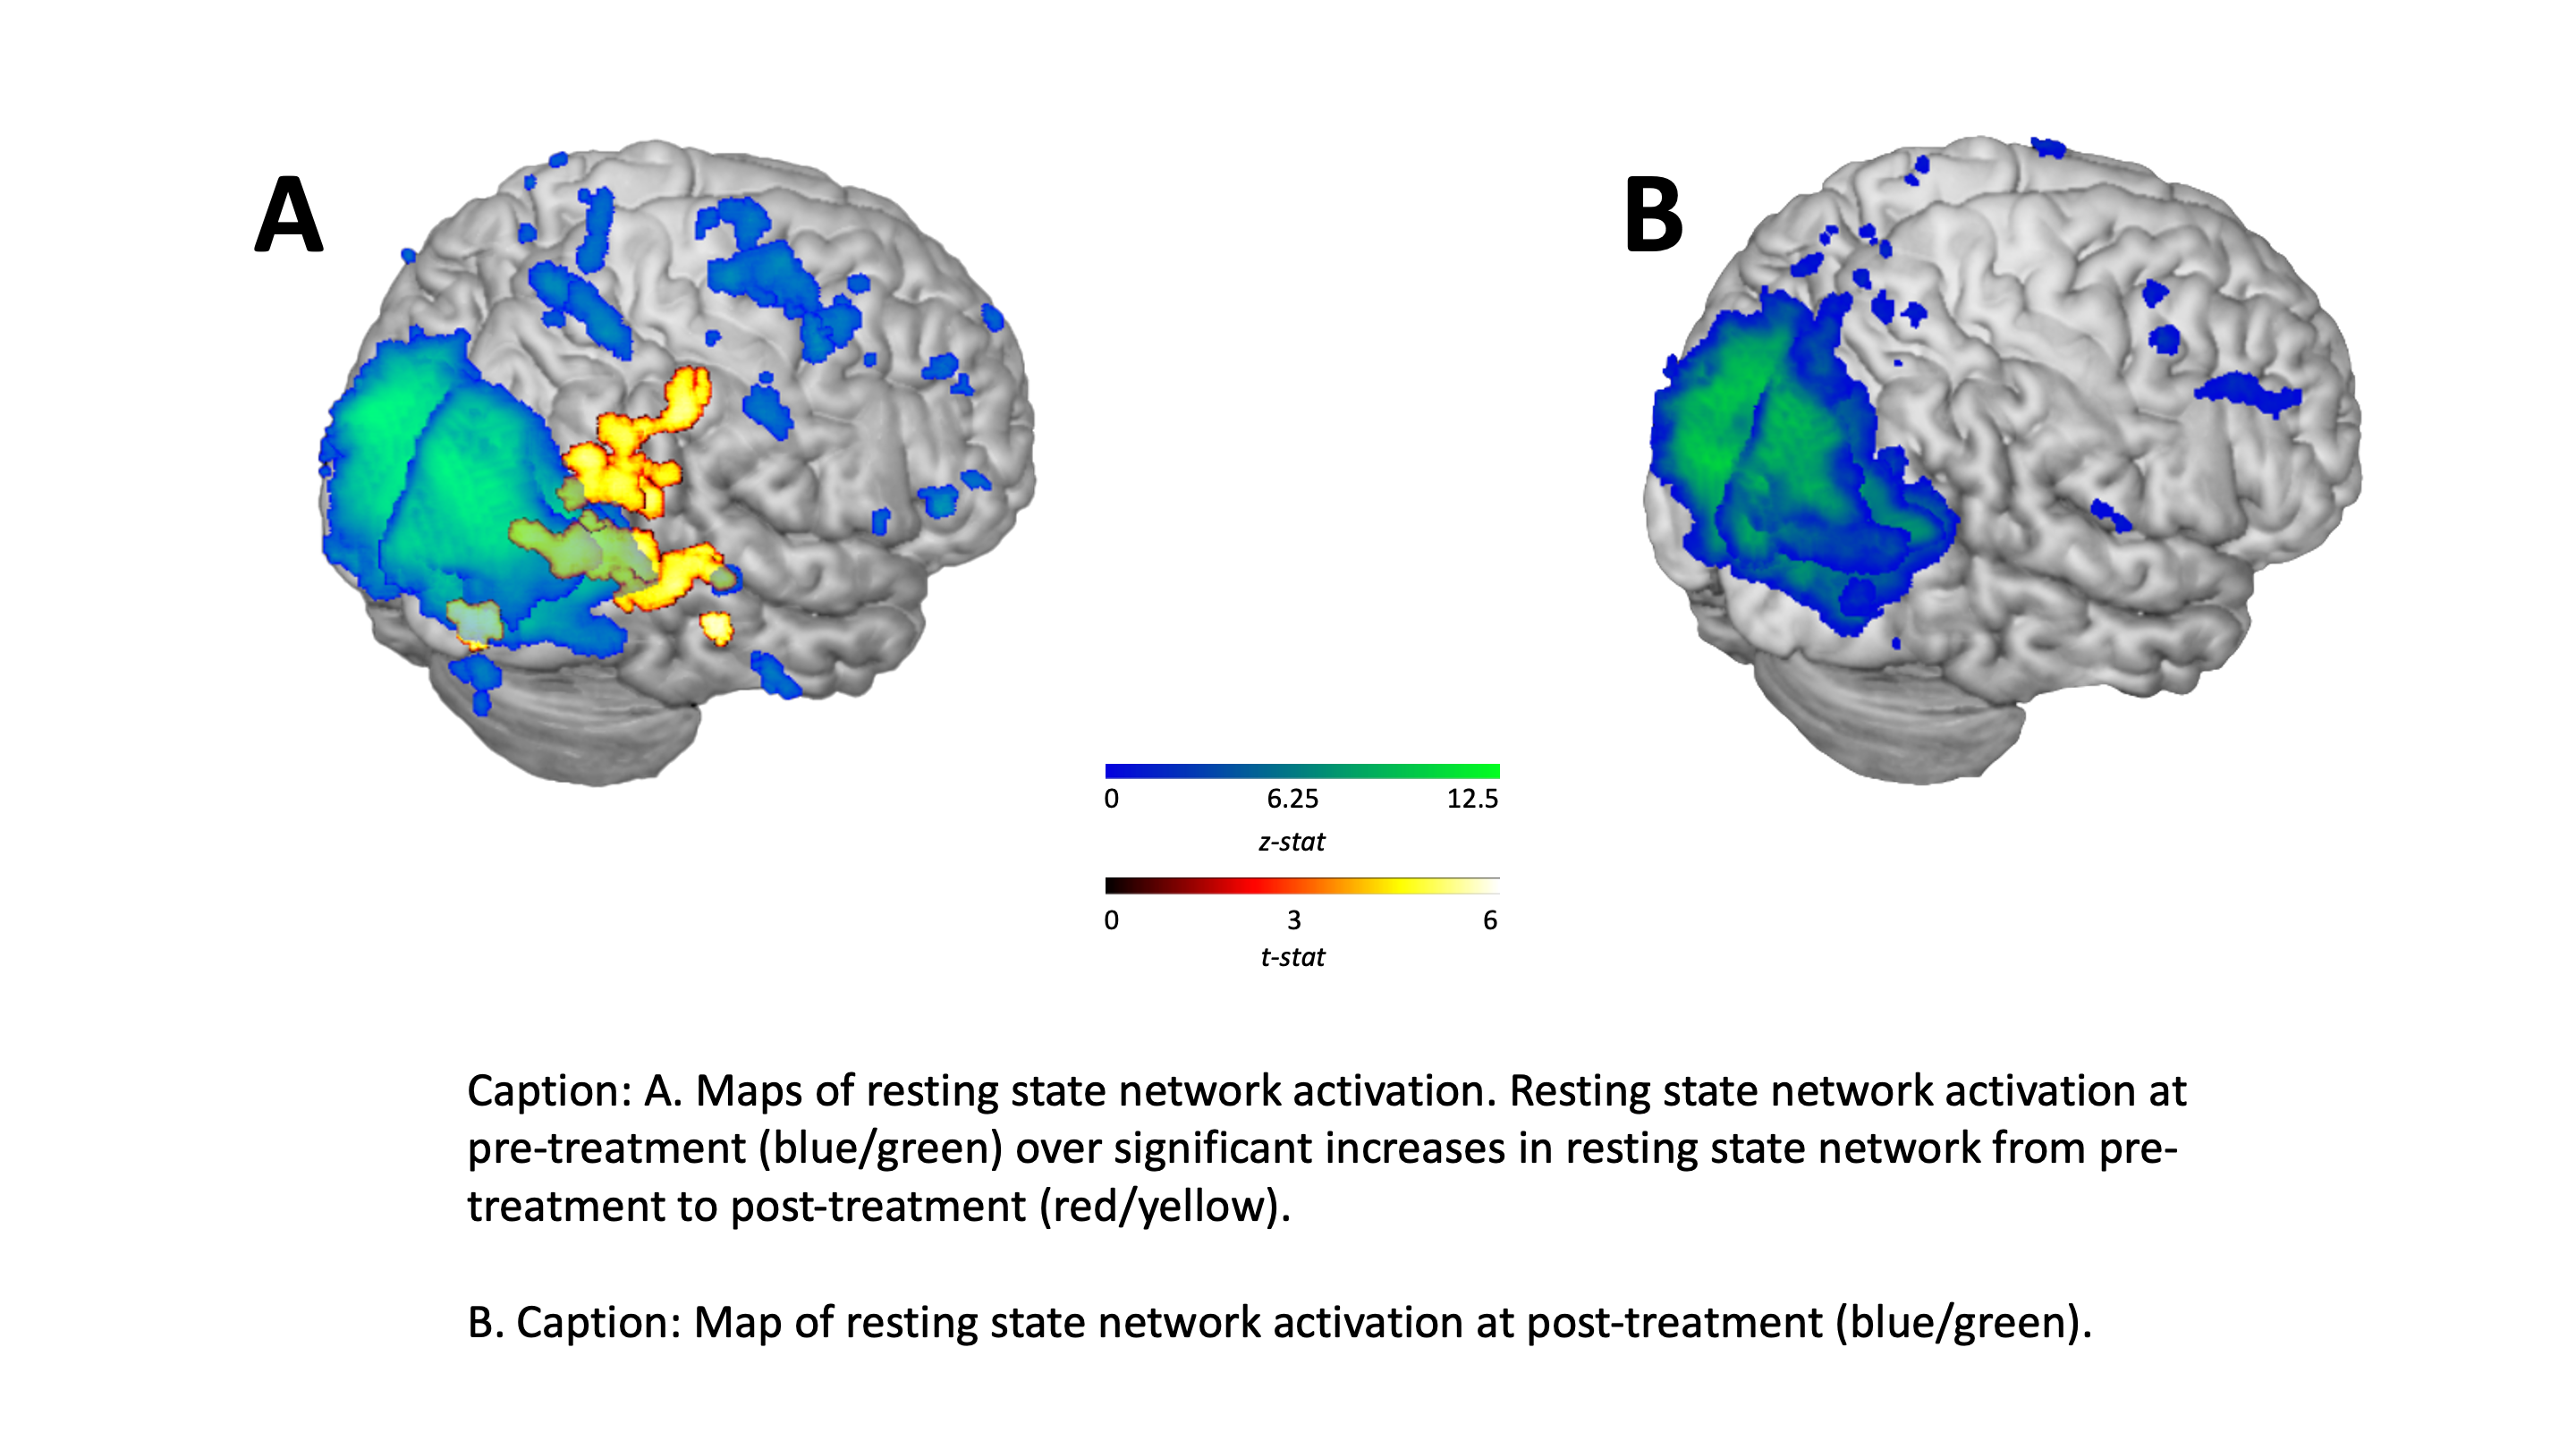 A
B
0 6.25 12.5
z-stat
0 3 6
t-stat
Caption: A. Maps of resting state network activation. Resting state network activation at
pre-treatment (blue/green) over significant increases in resting state network from pre-
treatment to post-treatment (red/yellow).
B. Caption: Map of resting state network activation at post-treatment (blue/green).